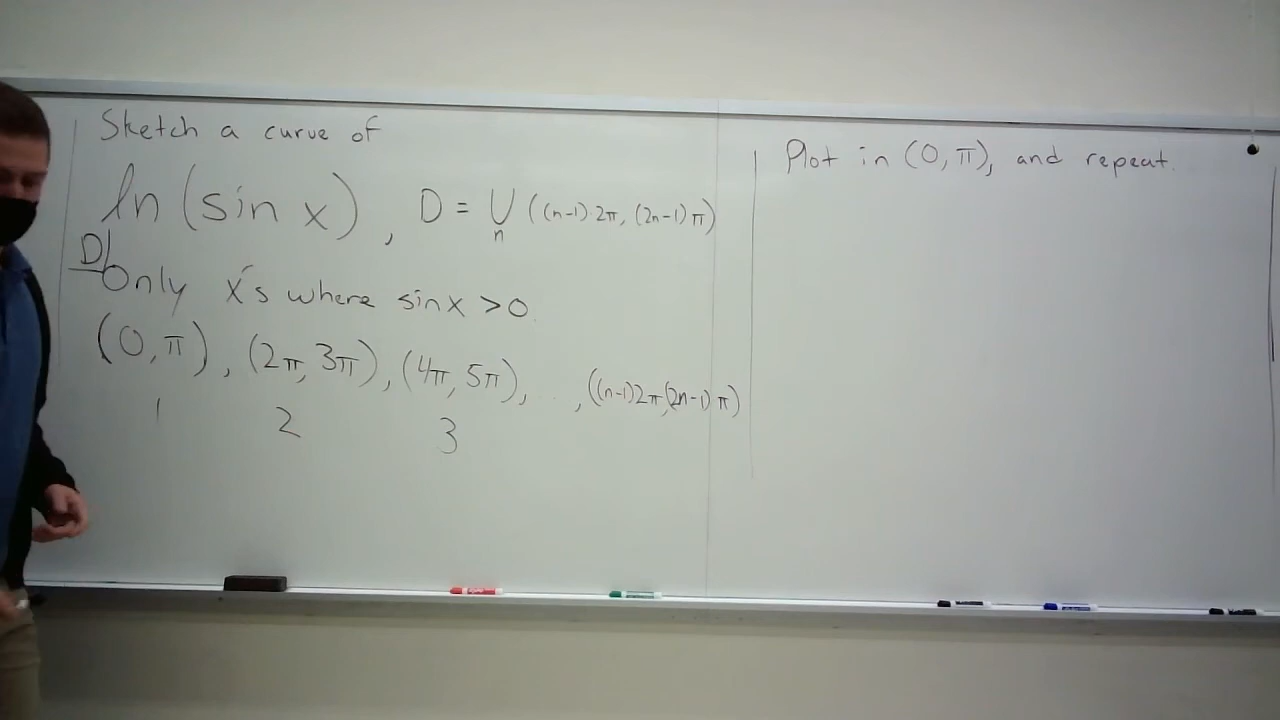 Sketch a curve of
ln (sin x), D = ∪ ((n-1) 2π, (2n-1) π)
n
D/
Only x's where sin x > 0.
(0, π), (2π, 3π), (4π, 5π), ..., ((n-1)2π, (2n-1) π)
1 2 3
Plot in (0, π), and repeat.